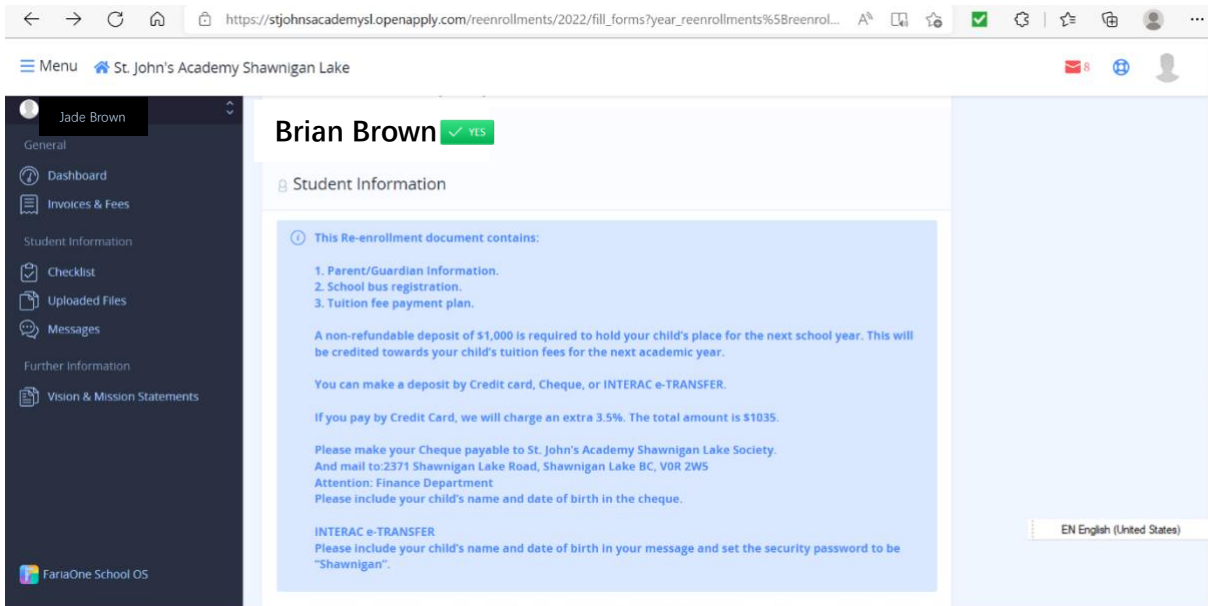 https://stjohnsacademysl.openapply.com/reenrollments/2022/fill_forms?year_reenrollments%5Breenrol...
Menu St. John's Academy Shawnigan Lake
8
Jade Brown
General
Dashboard
Invoices & Fees
Student Information
Checklist
Uploaded Files
Messages
Further Information
Vision & Mission Statements
FariaOne School OS
Brian Brown YES
Student Information
This Re-enrollment document contains:
1. Parent/Guardian Information.
2. School bus registration.
3. Tuition fee payment plan.
A non-refundable deposit of $1,000 is required to hold your child's place for the next school year. This will
be credited towards your child's tuition fees for the next academic year.
You can make a deposit by Credit card, Cheque, or INTERAC e-TRANSFER.
If you pay by Credit Card, we will charge an extra 3.5%. The total amount is $1035.
Please make your Cheque payable to St. John's Academy Shawnigan Lake Society.
And mail to:2371 Shawnigan Lake Road, Shawnigan Lake BC, V0R 2W5
Attention: Finance Department
Please include your child's name and date of birth in the cheque.
INTERAC e-TRANSFER
Please include your child's name and date of birth in your message and set the security password to be
"Shawnigan".
EN English (United States)